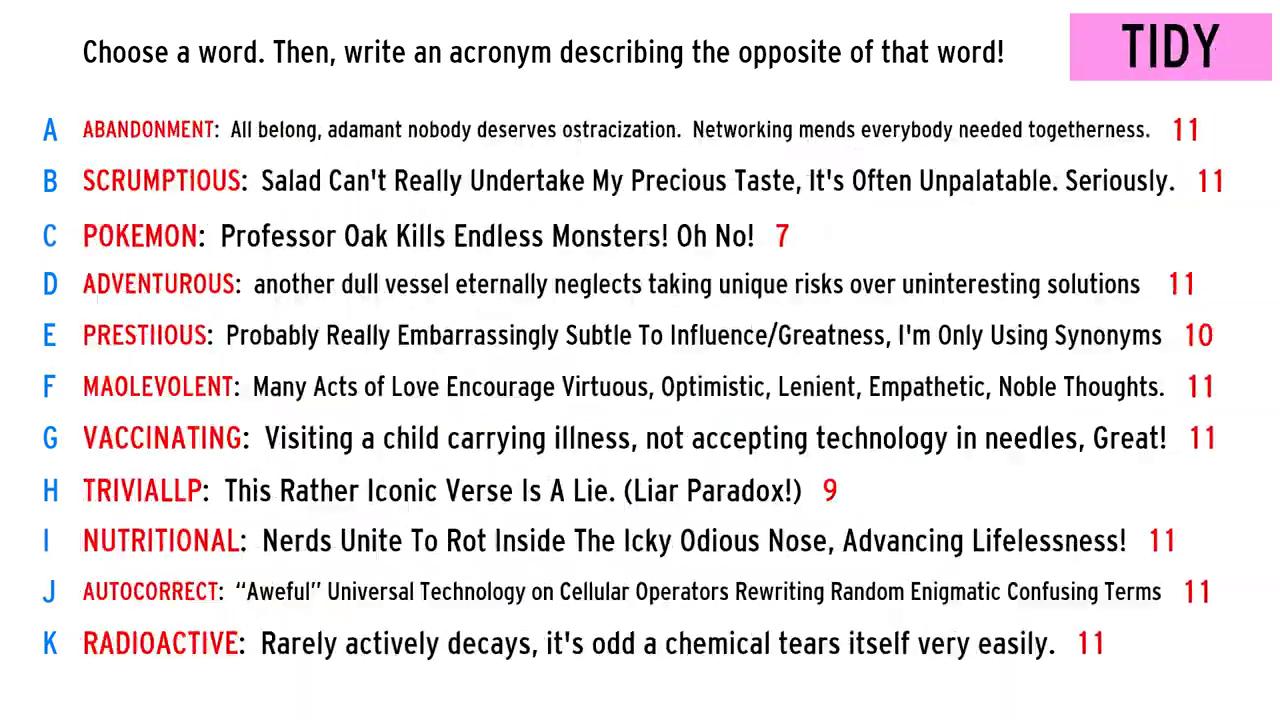 Choose a word. Then, write an acronym describing the opposite of that word!
TIDY
A ABANDONMENT: All belong, adamant nobody deserves ostracization. Networking mends everybody needed togetherness. 11
B SCRUMPTIOUS: Salad Can't Really Undertake My Precious Taste, It's Often Unpalatable. Seriously. 11
C POKEMON: Professor Oak Kills Endless Monsters! Oh No! 7
D ADVENTUROUS: another dull vessel eternally neglects taking unique risks over uninteresting solutions 11
E PRESTIIOUS: Probably Really Embarrassingly Subtle To Influence/Greatness, I'm Only Using Synonyms 10
F MAOLEVOLENT: Many Acts of Love Encourage Virtuous, Optimistic, Lenient, Empathetic, Noble Thoughts. 11
G VACCINATING: Visiting a child carrying illness, not accepting technology in needles, Great! 11
H TRIVIALLP: This Rather Iconic Verse Is A Lie. (Liar Paradox!) 9
I NUTRITIONAL: Nerds Unite To Rot Inside The Icky Odious Nose, Advancing Lifelessness! 11
J AUTOCORRECT: “Aweful” Universal Technology on Cellular Operators Rewriting Random Enigmatic Confusing Terms 11
K RADIOACTIVE: Rarely actively decays, it's odd a chemical tears itself very easily. 11